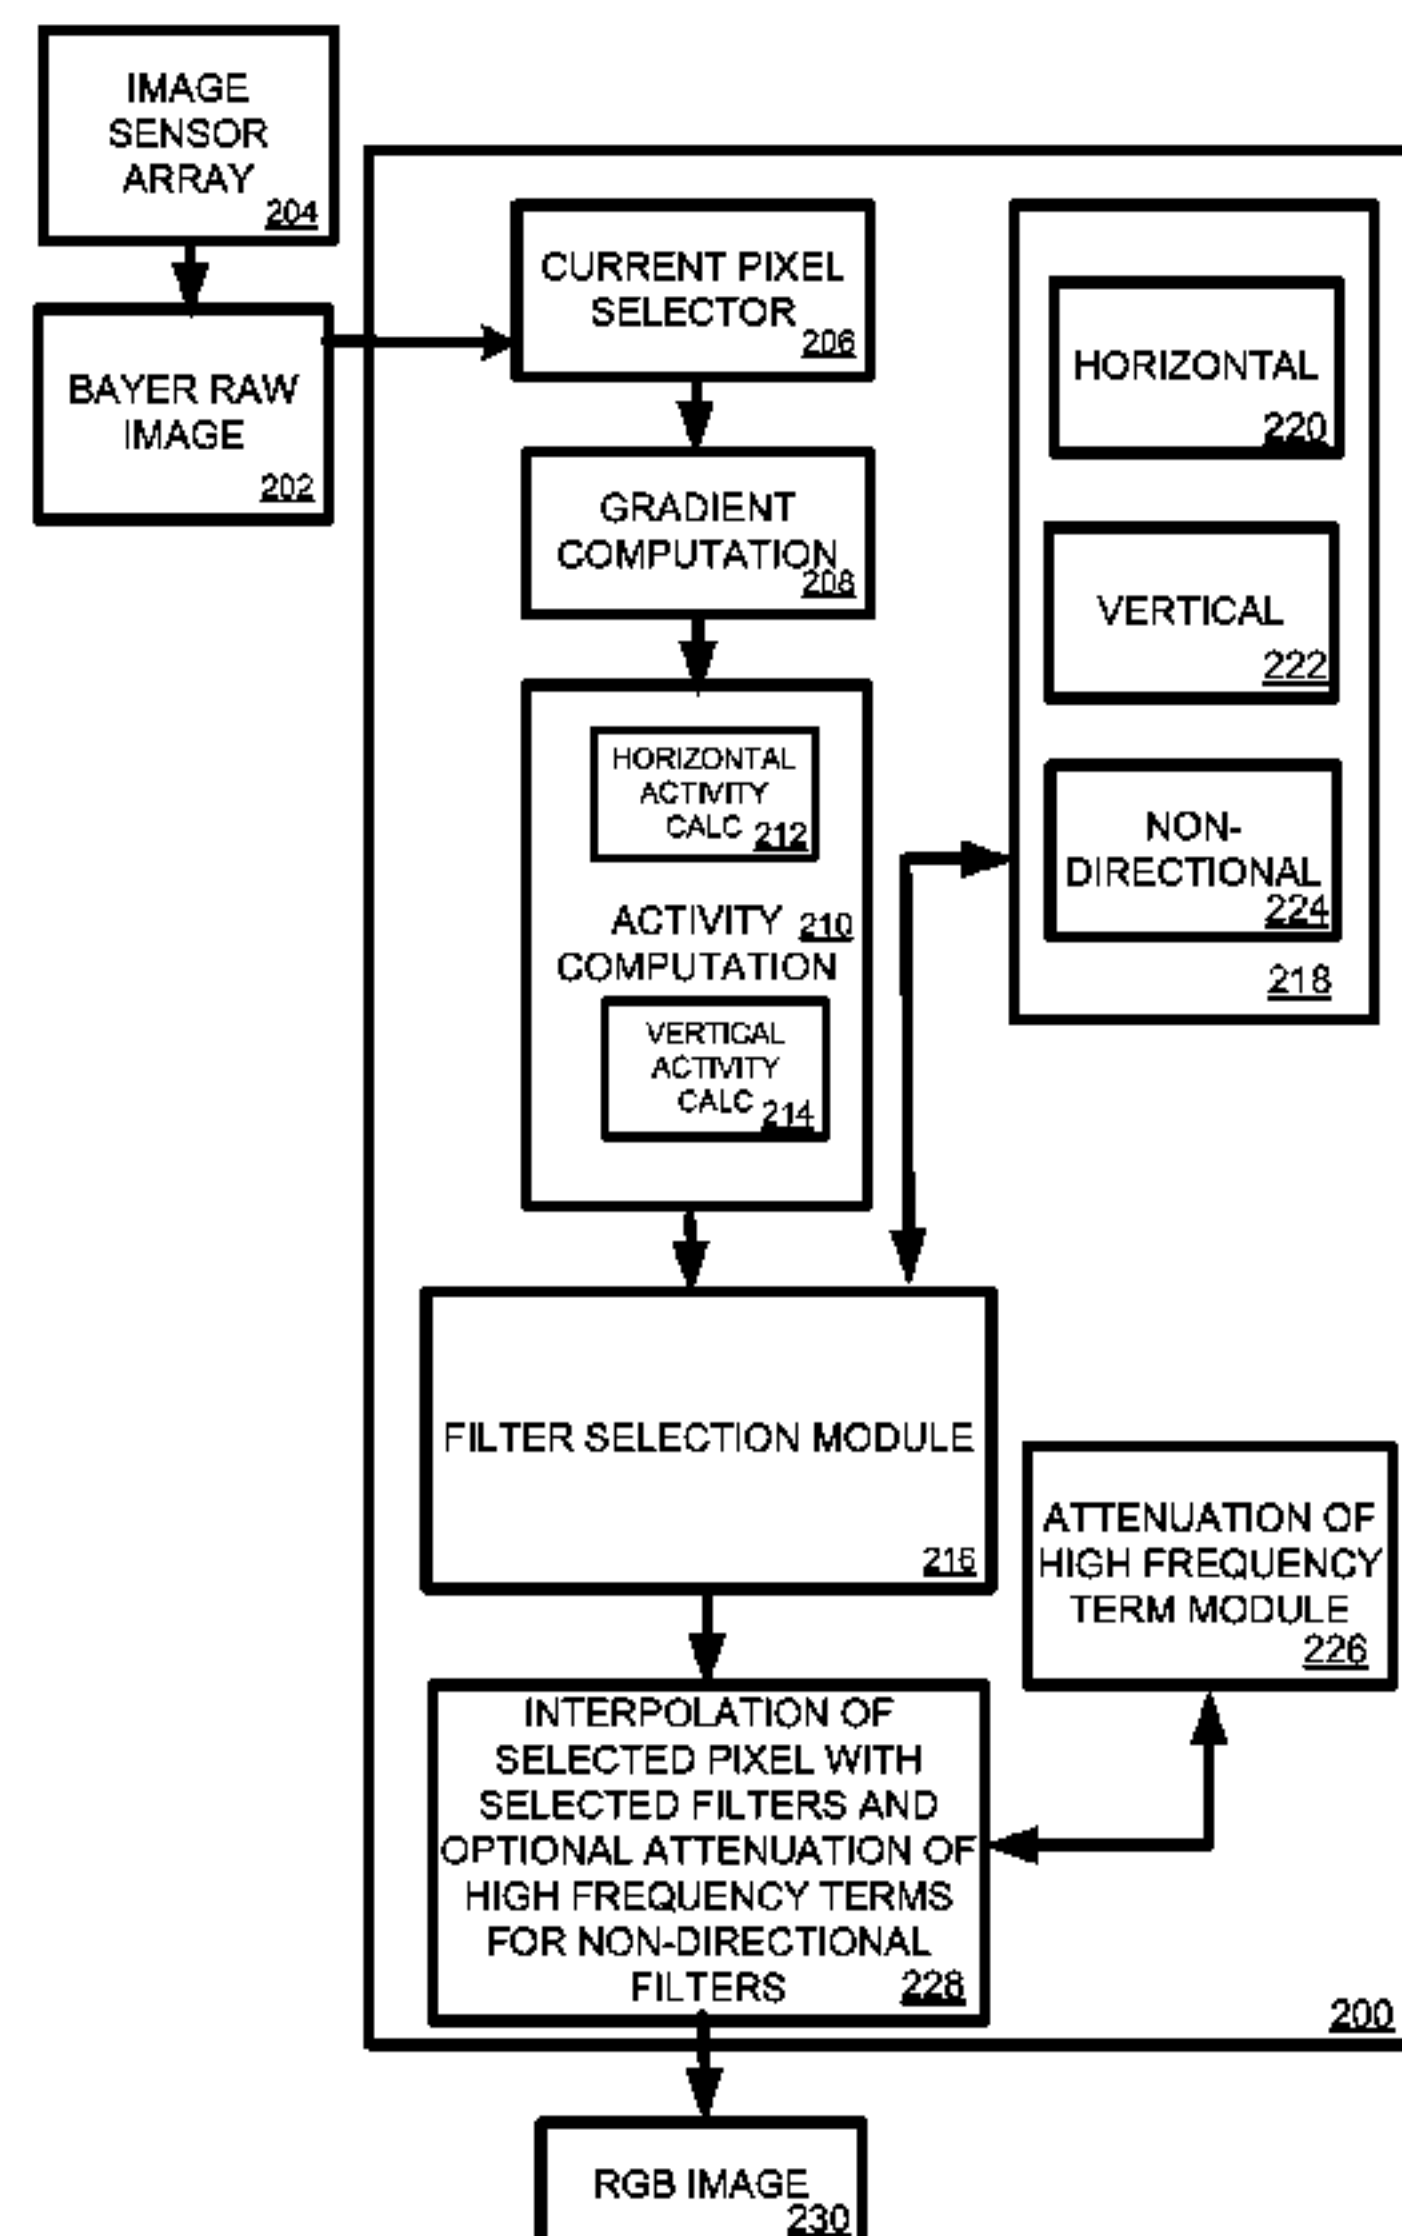 IMAGE
SENSOR
ARRAY
204
BAYER RAW
IMAGE
202
CURRENT PIXEL
SELECTOR
206
GRADIENT
COMPUTATION
208
HORIZONTAL
ACTIVITY
CALC 212
ACTIVITY 210
COMPUTATION
VERTICAL
ACTIVITY
CALC 214
HORIZONTAL
220
VERTICAL
222
NON-
DIRECTIONAL
224
218
FILTER SELECTION MODULE
216
ATTENUATION OF
HIGH FREQUENCY
TERM MODULE
226
INTERPOLATION OF
SELECTED PIXEL WITH
SELECTED FILTERS AND
OPTIONAL ATTENUATION OF
HIGH FREQUENCY TERMS
FOR NON-DIRECTIONAL
FILTERS 228
200
RGB IMAGE
230